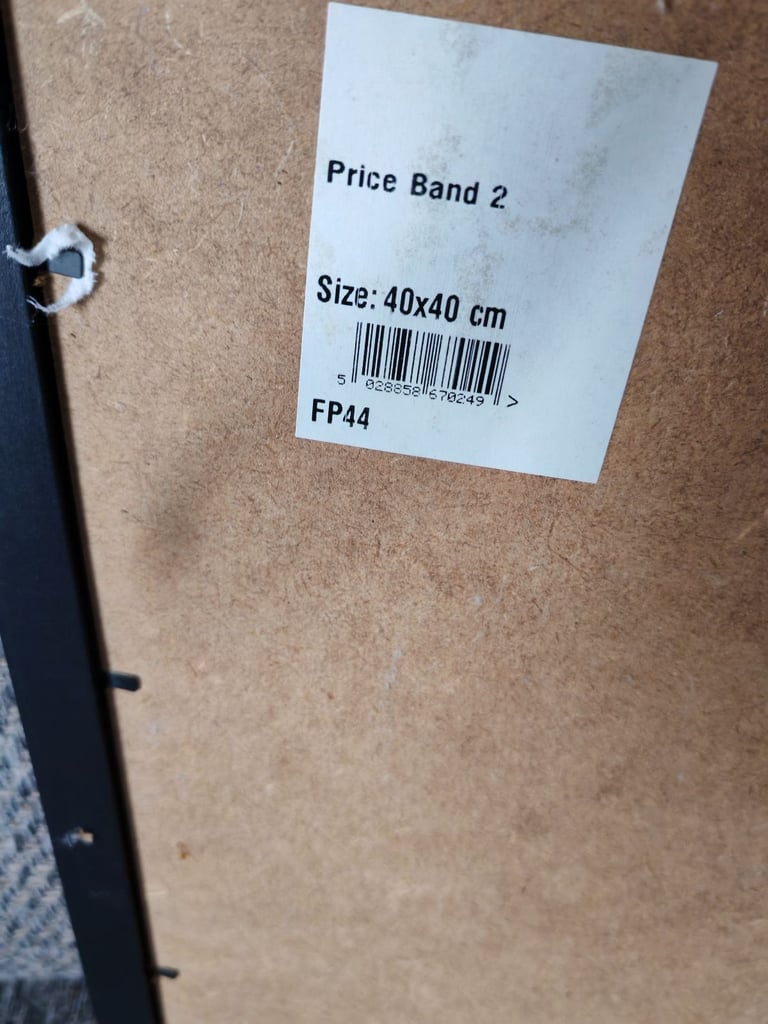 Price Band 2
Size: 40x40 cm
5 028858 670249 >
FP44